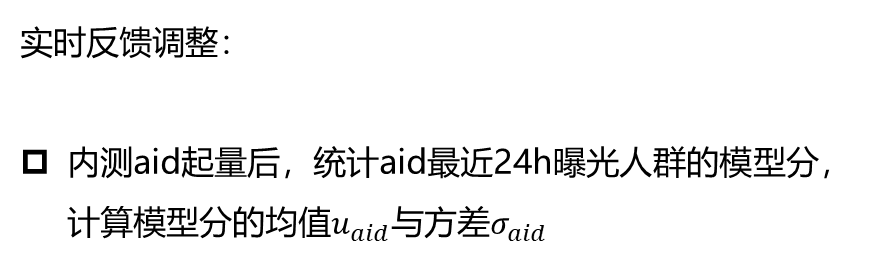 实时反馈调整：
内测aid起量后，统计aid最近24h曝光人群的模型分，
计算模型分的均值u_aid与方差σ_aid